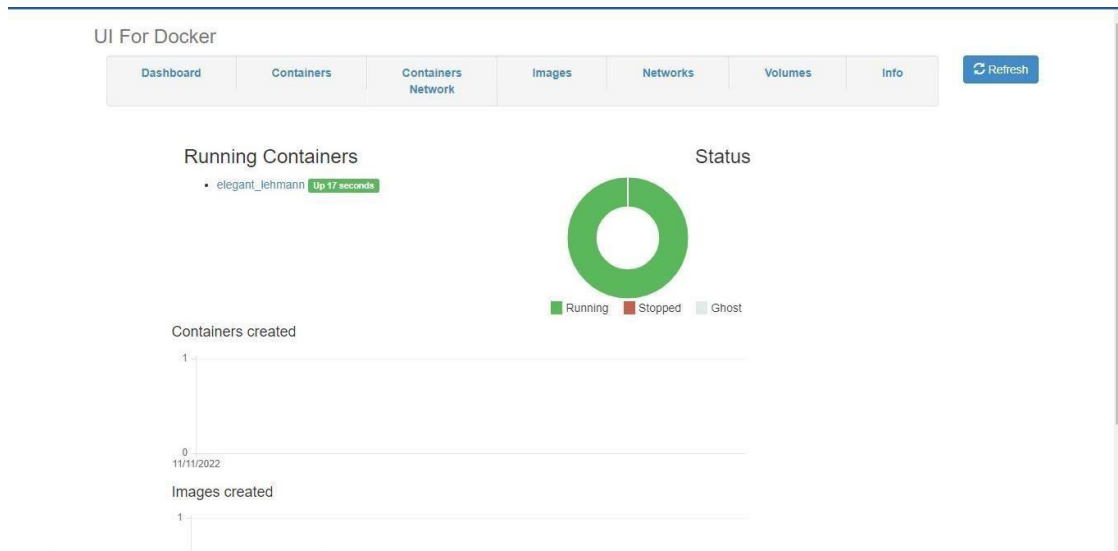 UI For Docker
Dashboard
Containers
Containers
Network
Images
Networks
Volumes
Info
Refresh
Running Containers
elegant_lehmann Up 17 seconds
Status
Running Stopped Ghost
Containers created
1
0
11/11/2022
Images created
1